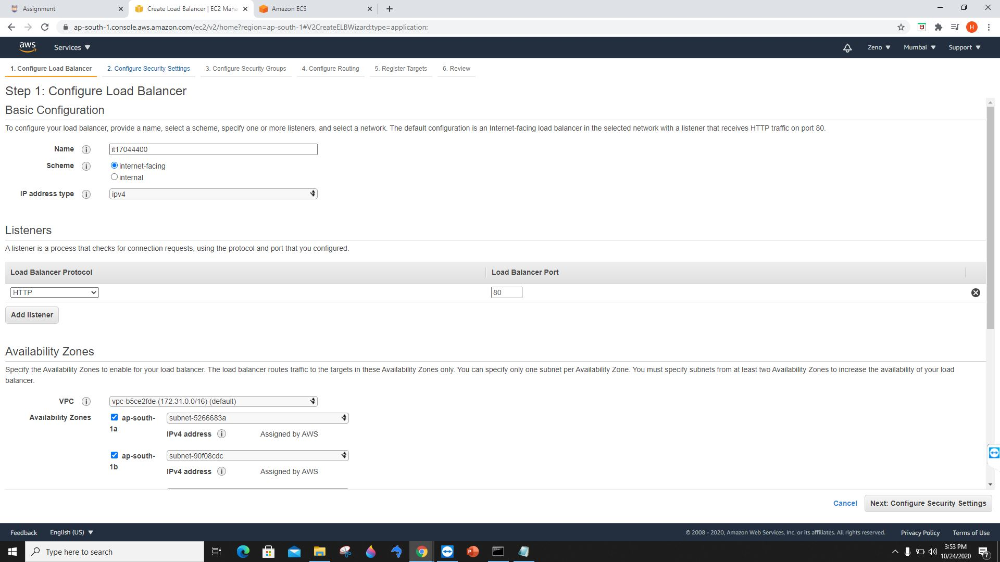 Assignment
Create Load Balancer | EC2 Mana
Amazon ECS
ap-south-1.console.aws.amazon.com/ec2/v2/home?region=ap-south-1#V2CreateELBWizard:type=application:
H
aws
Services
Zeno
Mumbai
Support
1. Configure Load Balancer
2. Configure Security Settings
3. Configure Security Groups
4. Configure Routing
5. Register Targets
6. Review
Step 1: Configure Load Balancer
Basic Configuration
To configure your load balancer, provide a name, select a scheme, specify one or more listeners, and select a network. The default configuration is an Internet-facing load balancer in the selected network with a listener that receives HTTP traffic on port 80.
Name i it17044400
Scheme i internet-facing
internal
IP address type i ipv4
Listeners
A listener is a process that checks for connection requests, using the protocol and port that you configured.
Load Balancer Protocol
Load Balancer Port
HTTP
80
Add listener
Availability Zones
Specify the Availability Zones to enable for your load balancer. The load balancer routes traffic to the targets in these Availability Zones only. You can specify only one subnet per Availability Zone. You must specify subnets from at least two Availability Zones to increase the availability of your load
balancer.
VPC i vpc-b5ce2fde (172.31.0.0/16) (default)
Availability Zones ap-south-
1a
subnet-5266683a
IPv4 address i Assigned by AWS
ap-south-
1b
subnet-90f08cdc
IPv4 address i Assigned by AWS
Cancel
Next: Configure Security Settings
Feedback
English (US)
© 2008 - 2020, Amazon Web Services, Inc. or its affiliates. All rights reserved.
Privacy Policy
Terms of Use
Type here to search
P
3:53 PM
10/24/2020
7